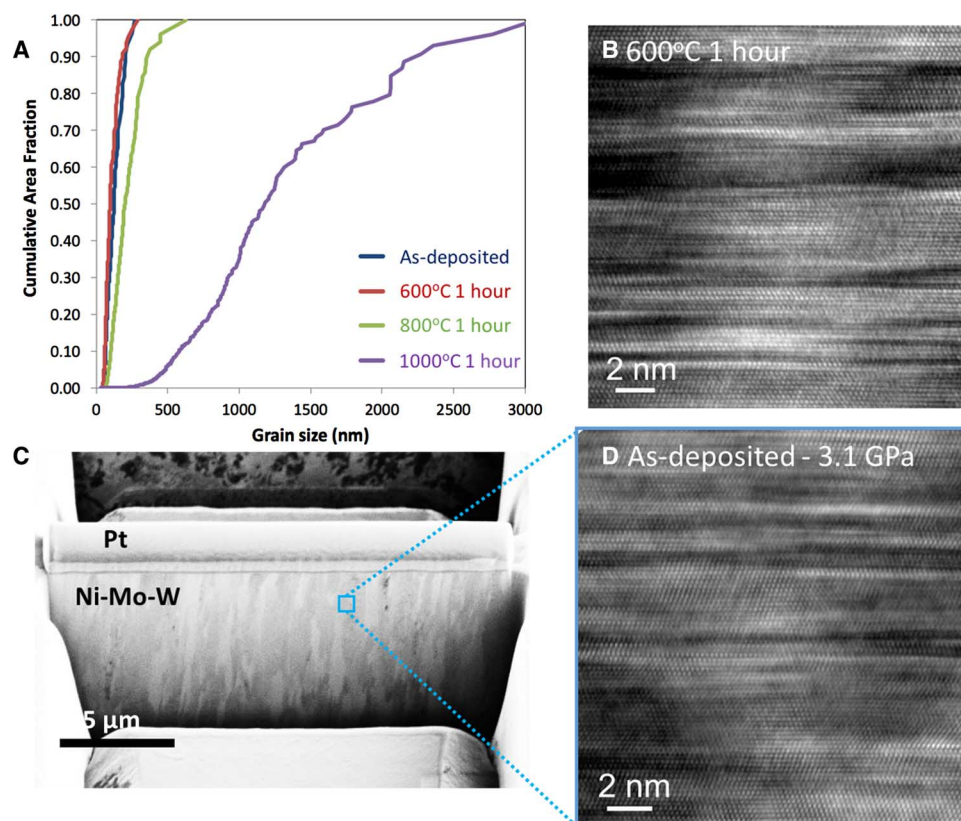 A
Cumulative Area Fraction
1.00
0.90
0.80
0.70
0.60
0.50
0.40
0.30
0.20
0.10
0.00
As-deposited
600°C 1 hour
800°C 1 hour
1000°C 1 hour
0 500 1000 1500 2000 2500 3000
Grain size (nm)
B 600°C 1 hour
2 nm
C
Pt
Ni-Mo-W
5 µm
D As-deposited - 3.1 GPa
2 nm